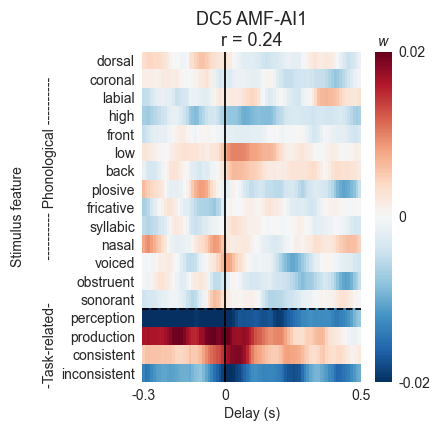 DC5 AMF-AI1
r = 0.24
w
dorsal
coronal
labial
high
front
low
back
plosive
fricative
syllabic
nasal
voiced
obstruent
sonorant
perception
production
consistent
inconsistent
Stimulus feature
-Task-related- ---------- Phonological ----------
0.02
0
-0.02
-0.3
0
0.5
Delay (s)